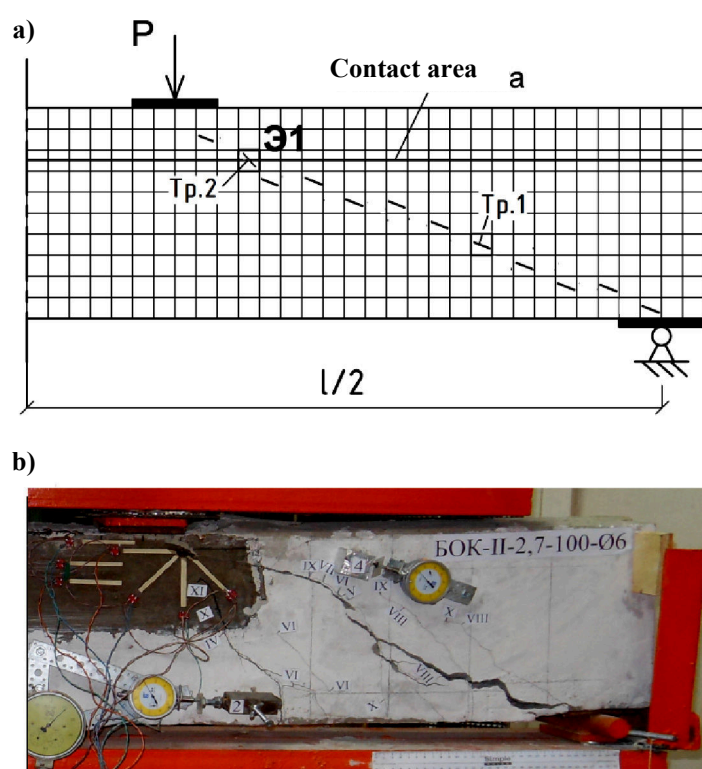 a)
P
Contact area
a
Э1
Тр.2
Тр.1
l/2
b)
БОК-II-2,7-100-Ø6
4
IX
VII
VI
V
IX
X
VIII
VIII
XI
X
IV
VI
VIII
VI
X
2